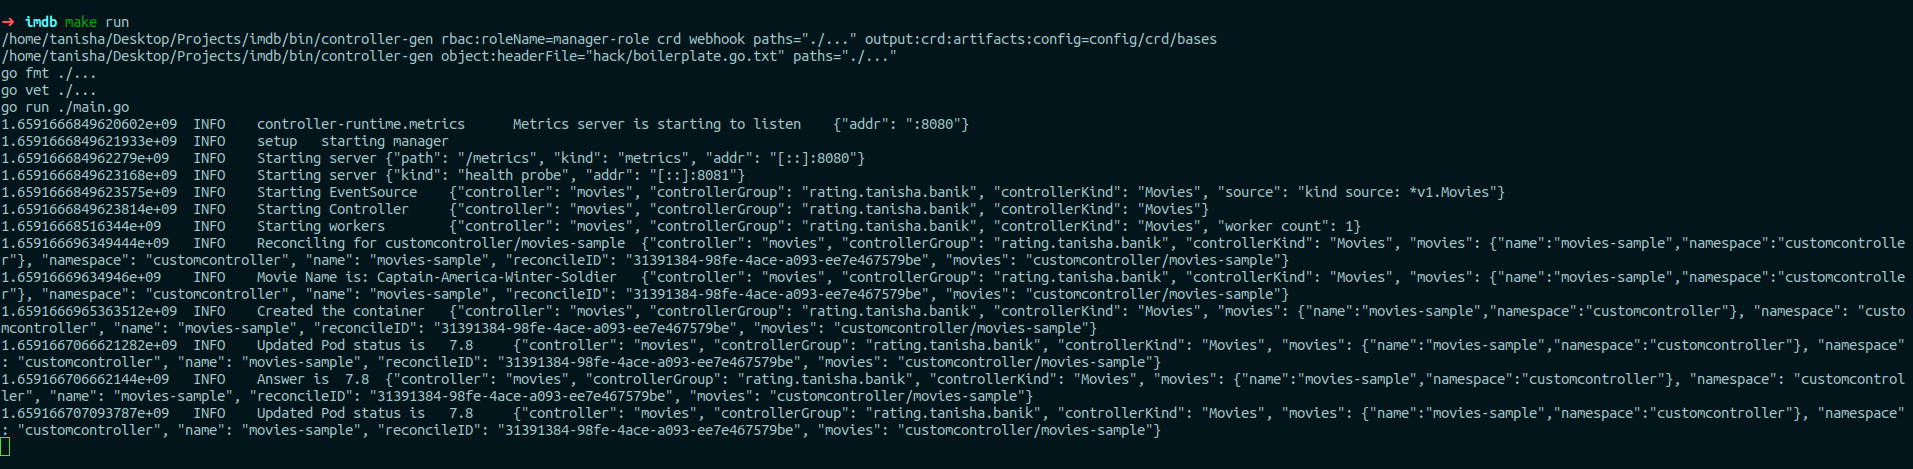 ➜ imdb make run
/home/tanisha/Desktop/Projects/imdb/bin/controller-gen rbac:roleName=manager-role crd webhook paths="./..." output:crd:artifacts:config=config/crd/bases
/home/tanisha/Desktop/Projects/imdb/bin/controller-gen object:headerFile="hack/boilerplate.go.txt" paths="./..."
go fmt ./...
go vet ./...
go run ./main.go
1.6591666849620602e+09 INFO controller-runtime.metrics Metrics server is starting to listen {"addr": ":8080"}
1.6591666849621933e+09 INFO setup starting manager
1.659166684962279e+09 INFO Starting server {"path": "/metrics", "kind": "metrics", "addr": "[::]:8080"}
1.6591666849623168e+09 INFO Starting server {"kind": "health probe", "addr": "[::]:8081"}
1.6591666849623575e+09 INFO Starting EventSource {"controller": "movies", "controllerGroup": "rating.tanisha.banik", "controllerKind": "Movies", "source": "kind source: *v1.Movies"}
1.6591666849623814e+09 INFO Starting Controller {"controller": "movies", "controllerGroup": "rating.tanisha.banik", "controllerKind": "Movies"}
1.65916668516344e+09 INFO Starting workers {"controller": "movies", "controllerGroup": "rating.tanisha.banik", "controllerKind": "Movies", "worker count": 1}
1.6591666963494​44e+09 INFO Reconciling for customcontroller/movies-sample {"controller": "movies", "controllerGroup": "rating.tanisha.banik", "controllerKind": "Movies", "movies": {"name":"movies-sample","namespace":"customcontrolle
r"}, "namespace": "customcontroller", "name": "movies-sample", "reconcileID": "31391384-98fe-4ace-a093-ee7e467579be", "movies": "customcontroller/movies-sample"}
1.65916669634946e+09 INFO Movie Name is: Captain-America-Winter-Soldier {"controller": "movies", "controllerGroup": "rating.tanisha.banik", "controllerKind": "Movies", "movies": {"name":"movies-sample","namespace":"customcontrolle
r"}, "namespace": "customcontroller", "name": "movies-sample", "reconcileID": "31391384-98fe-4ace-a093-ee7e467579be", "movies": "customcontroller/movies-sample"}
1.6591666965363512e+09 INFO Created the container {"controller": "movies", "controllerGroup": "rating.tanisha.banik", "controllerKind": "Movies", "movies": {"name":"movies-sample","namespace":"customcontroller"}, "namespace": "custo
mcontroller", "name": "movies-sample", "reconcileID": "31391384-98fe-4ace-a093-ee7e467579be", "movies": "customcontroller/movies-sample"}
1.6591667066621282e+09 INFO Updated Pod status is 7.8 {"controller": "movies", "controllerGroup": "rating.tanisha.banik", "controllerKind": "Movies", "movies": {"name":"movies-sample","namespace":"customcontroller"}, "namespace"
: "customcontroller", "name": "movies-sample", "reconcileID": "31391384-98fe-4ace-a093-ee7e467579be", "movies": "customcontroller/movies-sample"}
1.659166706662144e+09 INFO Answer is 7.8 {"controller": "movies", "controllerGroup": "rating.tanisha.banik", "controllerKind": "Movies", "movies": {"name":"movies-sample","namespace":"customcontroller"}, "namespace": "customcontrol
ler", "name": "movies-sample", "reconcileID": "31391384-98fe-4ace-a093-ee7e467579be", "movies": "customcontroller/movies-sample"}
1.659166707093787e+09 INFO Updated Pod status is 7.8 {"controller": "movies", "controllerGroup": "rating.tanisha.banik", "controllerKind": "Movies", "movies": {"name":"movies-sample","namespace":"customcontroller"}, "namespace"
: "customcontroller", "name": "movies-sample", "reconcileID": "31391384-98fe-4ace-a093-ee7e467579be", "movies": "customcontroller/movies-sample"}